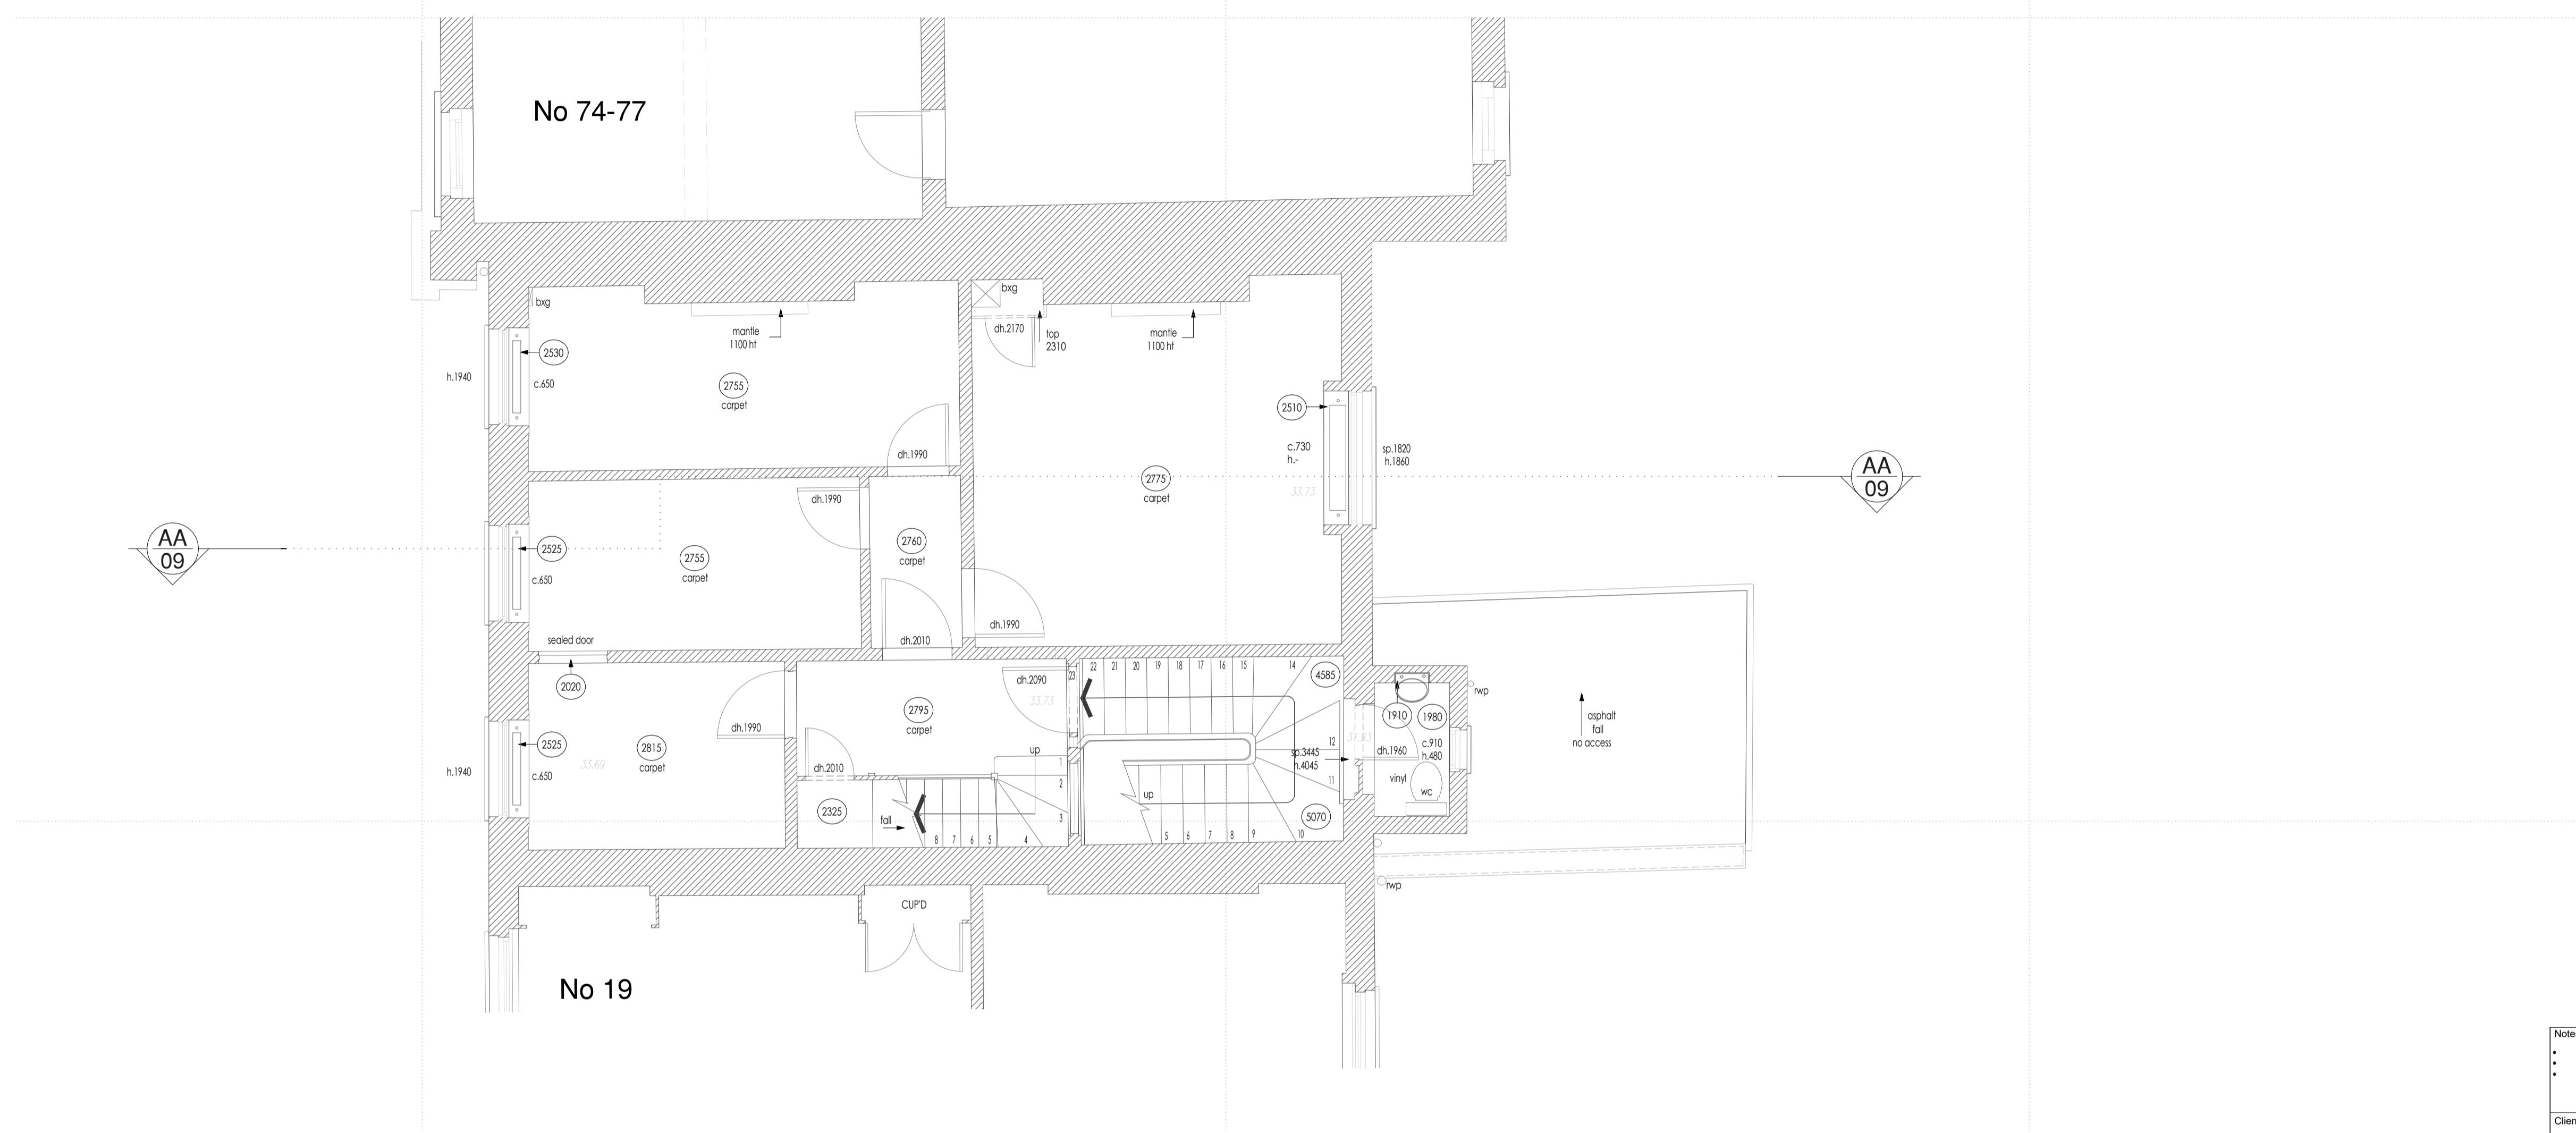 No 74-77
bxg
bxg
mantle
1100 ht
dh.2170
top
2310
mantle
1100 ht
2530
h.1940
c.650
2755
carpet
2510
c.730
h.-
sp.1820
h.1860
dh.1990
dh.1990
2775
carpet
33.73
AA
09
AA
09
2525
c.650
2755
carpet
2760
carpet
dh.1990
dh.2010
sealed door
2020
dh.2090
33.73
23
22
21
20
19
18
17
16
15
14
4585
rwp
1910
1980
asphalt
fall
no access
2795
carpet
dh.1990
2525
h.1940
c.650
33.69
2815
carpet
up
1
2
3
dh.2010
12
sp.3445
h.4045
11
dh.1960
c.910
h.480
vinyl
wc
up
2325
fall
8
7
6
5
4
5
6
7
8
9
10
5070
rwp
CUP'D
No 19
Note
Clien